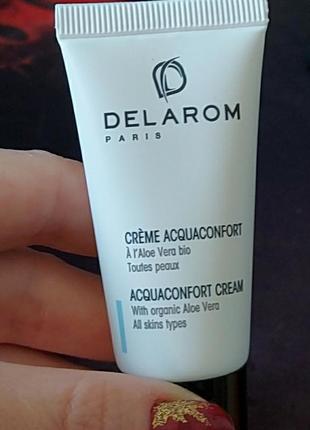 DELAROM
PARIS
CRÈME ACQUACONFORT
À l'Aloe Vera bio
Toutes peaux
ACQUACONFORT CREAM
With organic Aloe Vera
All skins types